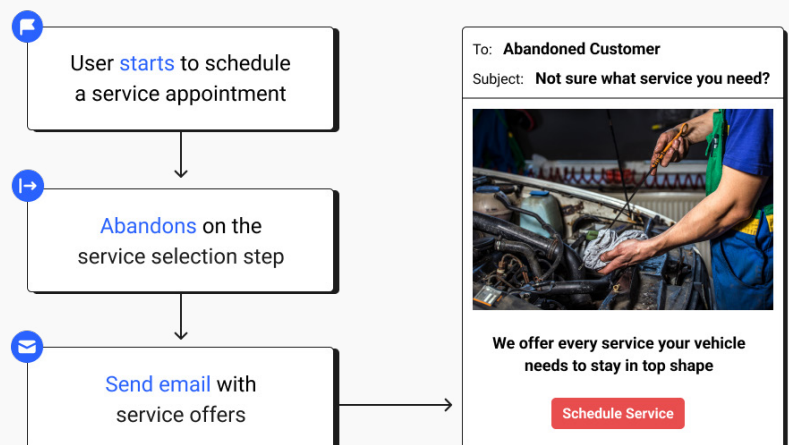 User starts to schedule
a service appointment
Abandons on the
service selection step
Send email with
service offers
To: Abandoned Customer
Subject: Not sure what service you need?
We offer every service your vehicle
needs to stay in top shape
Schedule Service